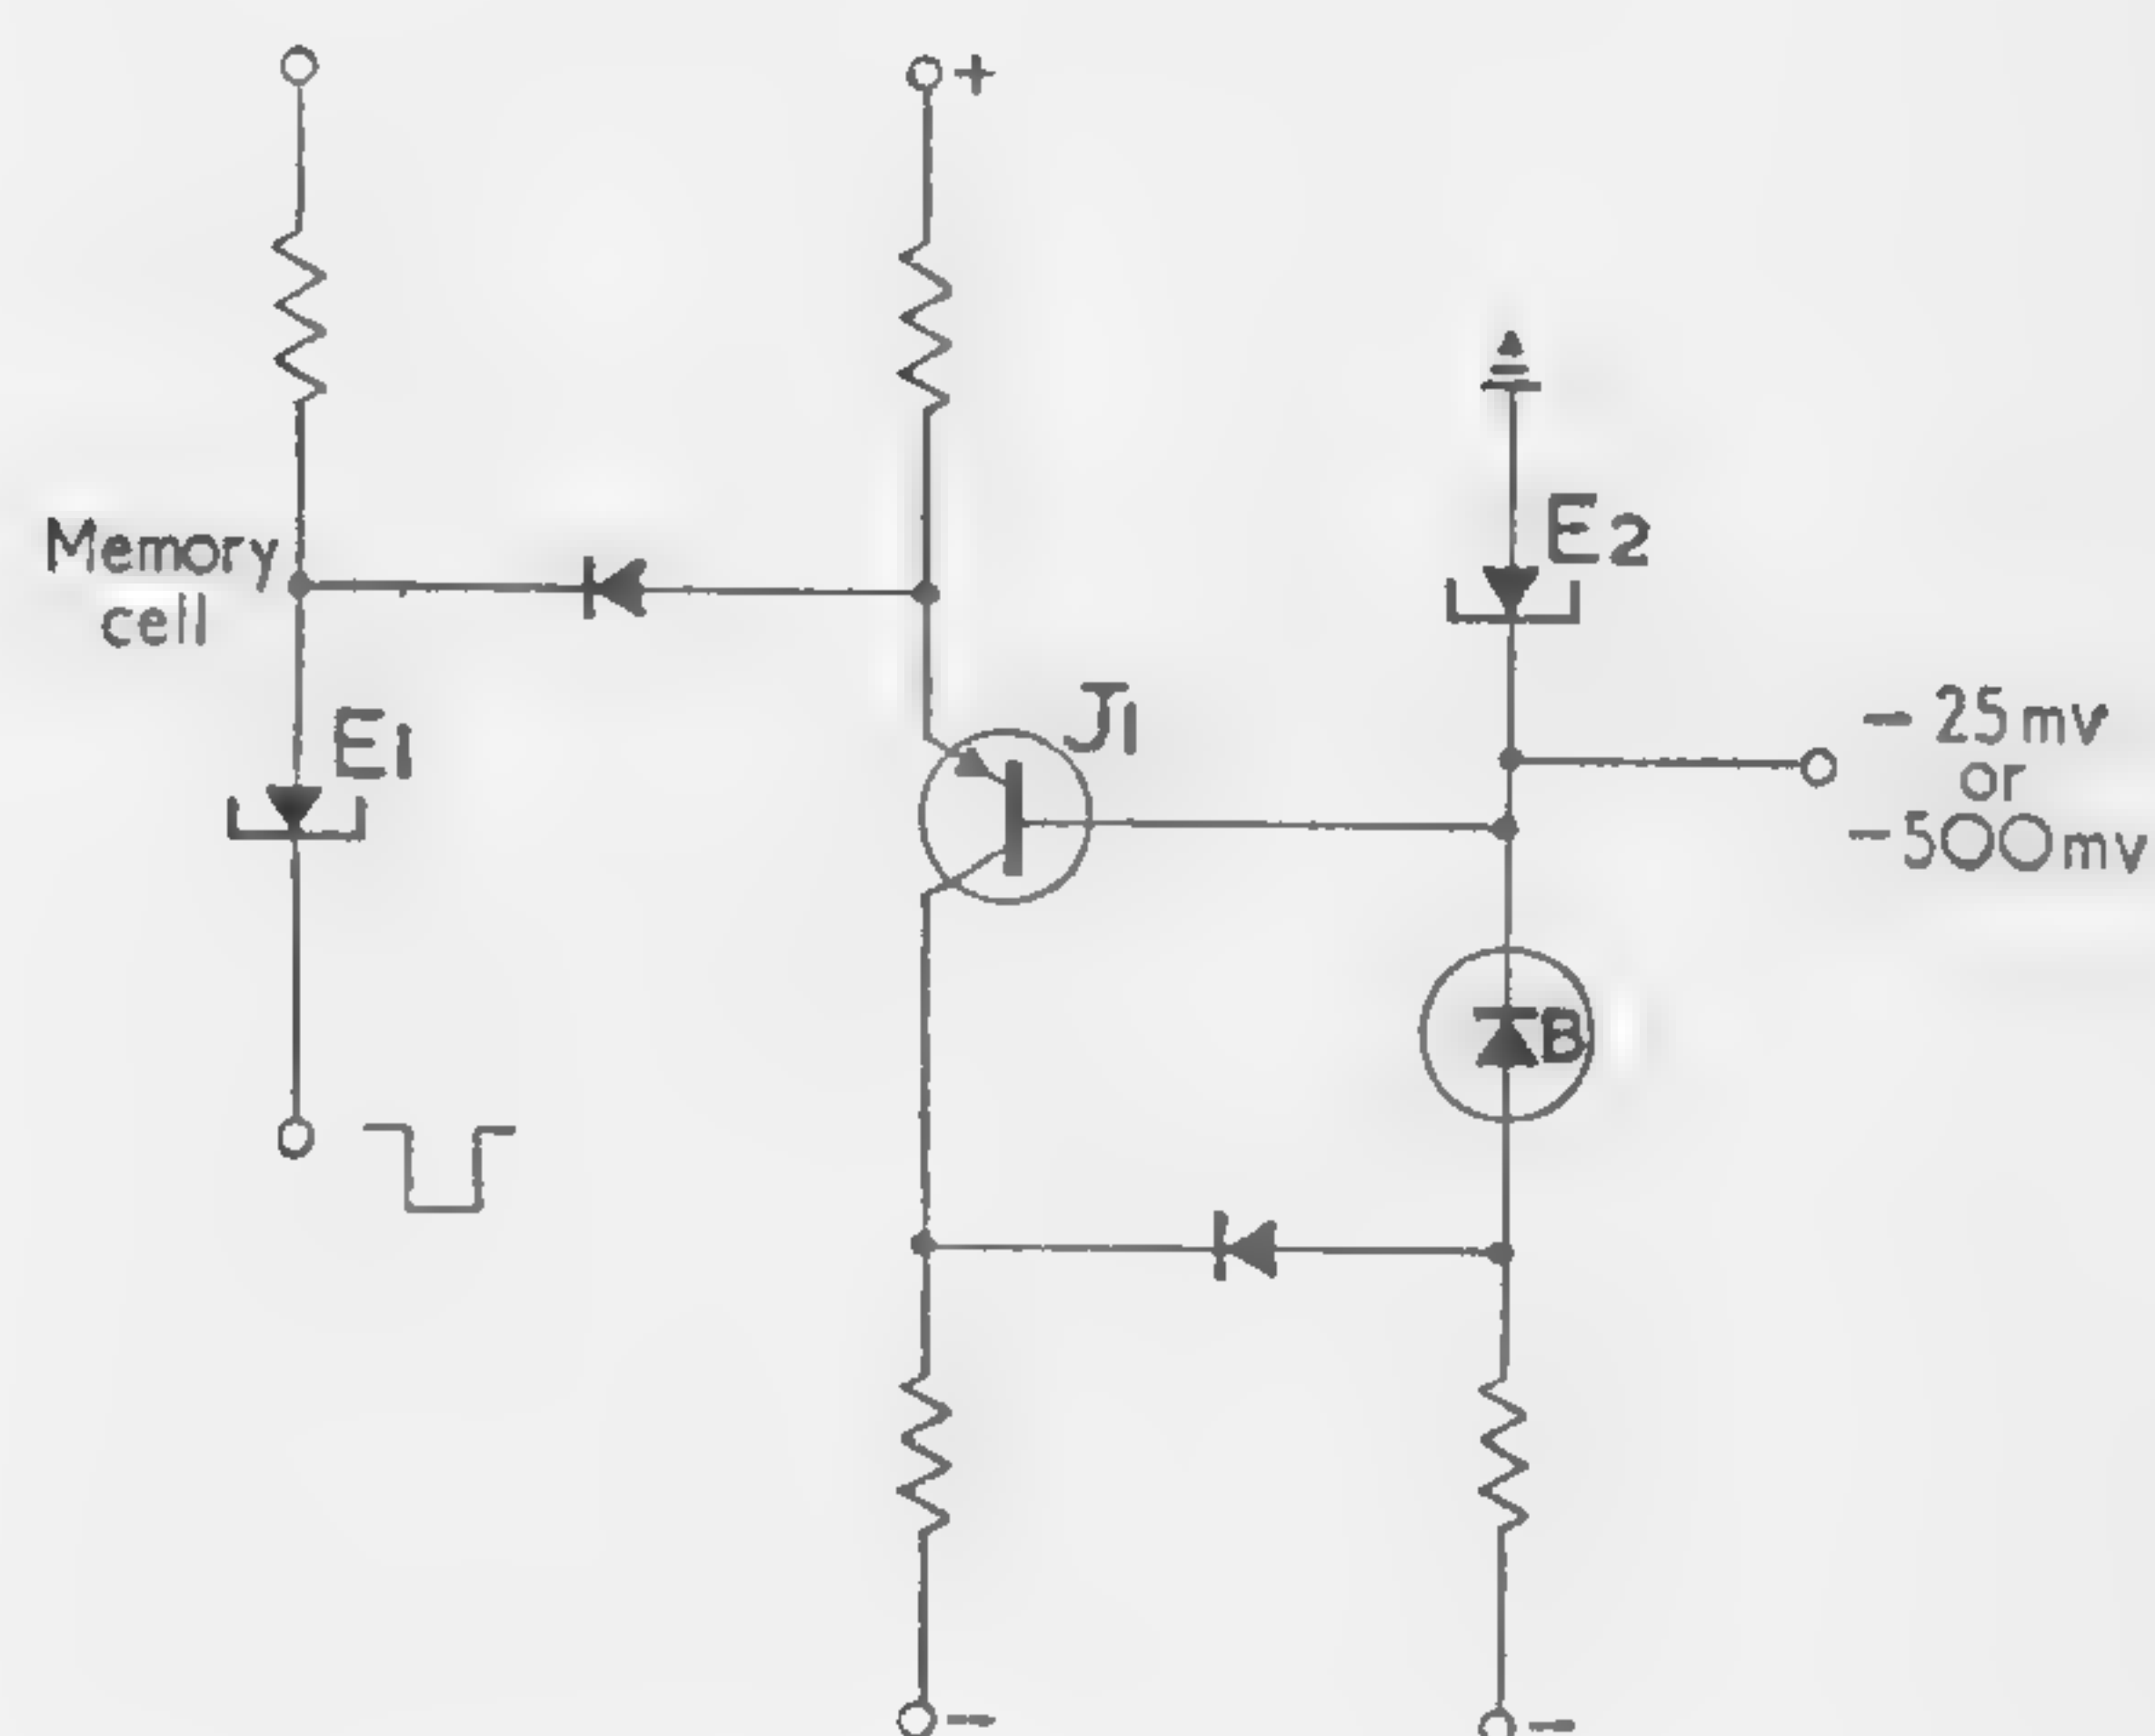 +
Memory
cell
E1
J1
E2
- 25mv
or
-500mv
B
-
-